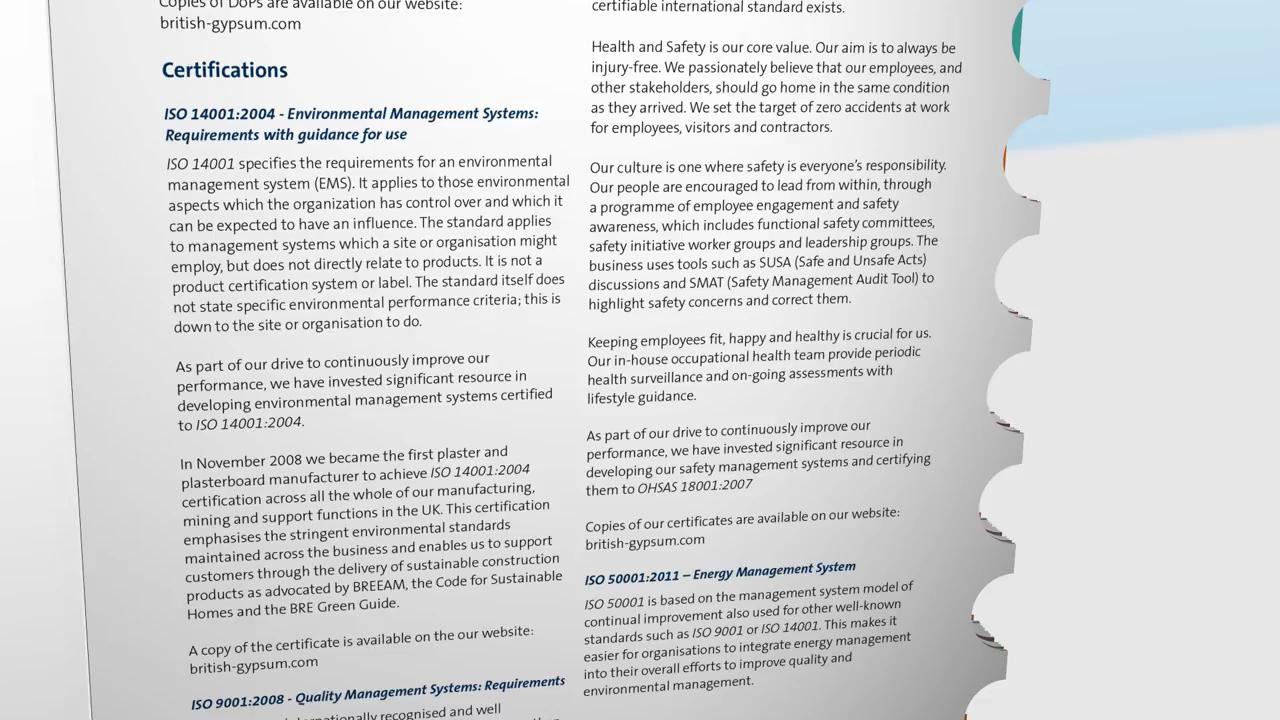 Copies of DoPs are available on our website:
british-gypsum.com
Certifications
ISO 14001:2004 - Environmental Management Systems:
Requirements with guidance for use
ISO 14001 specifies the requirements for an environmental
management system (EMS). It applies to those environmental
aspects which the organization has control over and which it
can be expected to have an influence. The standard applies
to management systems which a site or organisation might
employ, but does not directly relate to products. It is not a
product certification system or label. The standard itself does
not state specific environmental performance criteria; this is
down to the site or organisation to do.
As part of our drive to continuously improve our
performance, we have invested significant resource in
developing environmental management systems certified
to ISO 14001:2004.
In November 2008 we became the first plaster and
plasterboard manufacturer to achieve ISO 14001:2004
certification across all the whole of our manufacturing,
mining and support functions in the UK. This certification
emphasises the stringent environmental standards
maintained across the business and enables us to support
customers through the delivery of sustainable construction
products as advocated by BREEAM, the Code for Sustainable
Homes and the BRE Green Guide.
A copy of the certificate is available on the our website:
british-gypsum.com
ISO 9001:2008 - Quality Management Systems: Requirements
internationally recognised and well
certifiable international standard exists.
Health and Safety is our core value. Our aim is to always be
injury-free. We passionately believe that our employees, and
other stakeholders, should go home in the same condition
as they arrived. We set the target of zero accidents at work
for employees, visitors and contractors.
Our culture is one where safety is everyone's responsibility.
Our people are encouraged to lead from within, through
a programme of employee engagement and safety
awareness, which includes functional safety committees,
safety initiative worker groups and leadership groups. The
business uses tools such as SUSA (Safe and Unsafe Acts)
discussions and SMAT (Safety Management Audit Tool) to
highlight safety concerns and correct them.
Keeping employees fit, happy and healthy is crucial for us.
Our in-house occupational health team provide periodic
health surveillance and on-going assessments with
lifestyle guidance.
As part of our drive to continuously improve our
performance, we have invested significant resource in
developing our safety management systems and certifying
them to OHSAS 18001:2007
Copies of our certificates are available on our website:
british-gypsum.com
ISO 50001:2011 – Energy Management System
ISO 50001 is based on the management system model of
continual improvement also used for other well-known
standards such as ISO 9001 or ISO 14001. This makes it
easier for organisations to integrate energy management
into their overall efforts to improve quality and
environmental management.